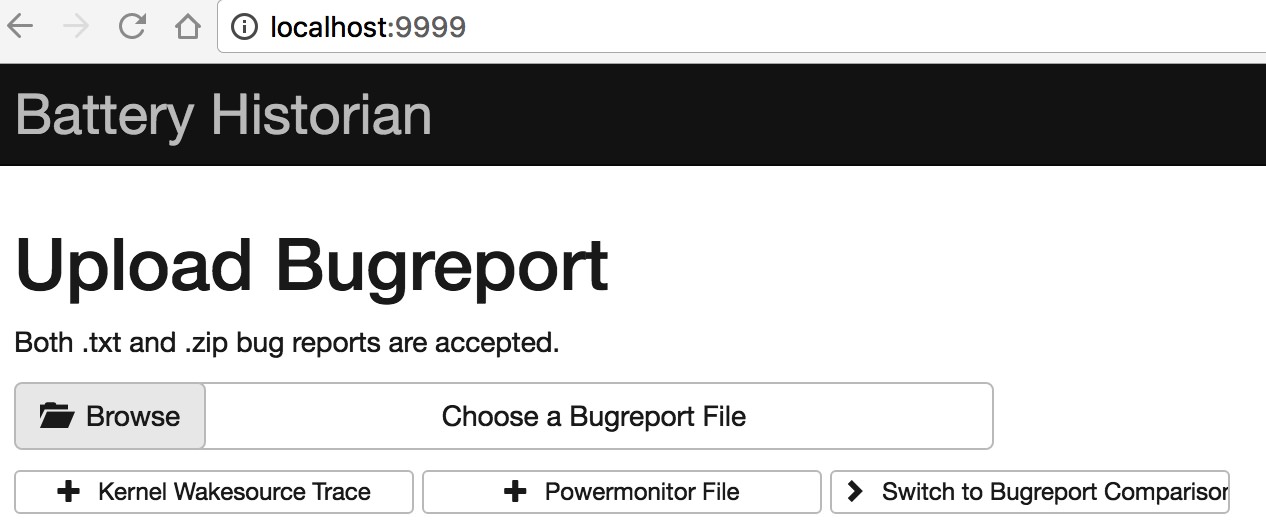 localhost:9999
Battery Historian
Upload Bugreport
Both .txt and .zip bug reports are accepted.
Browse Choose a Bugreport File
Kernel Wakesource Trace Powermonitor File Switch to Bugreport Comparison